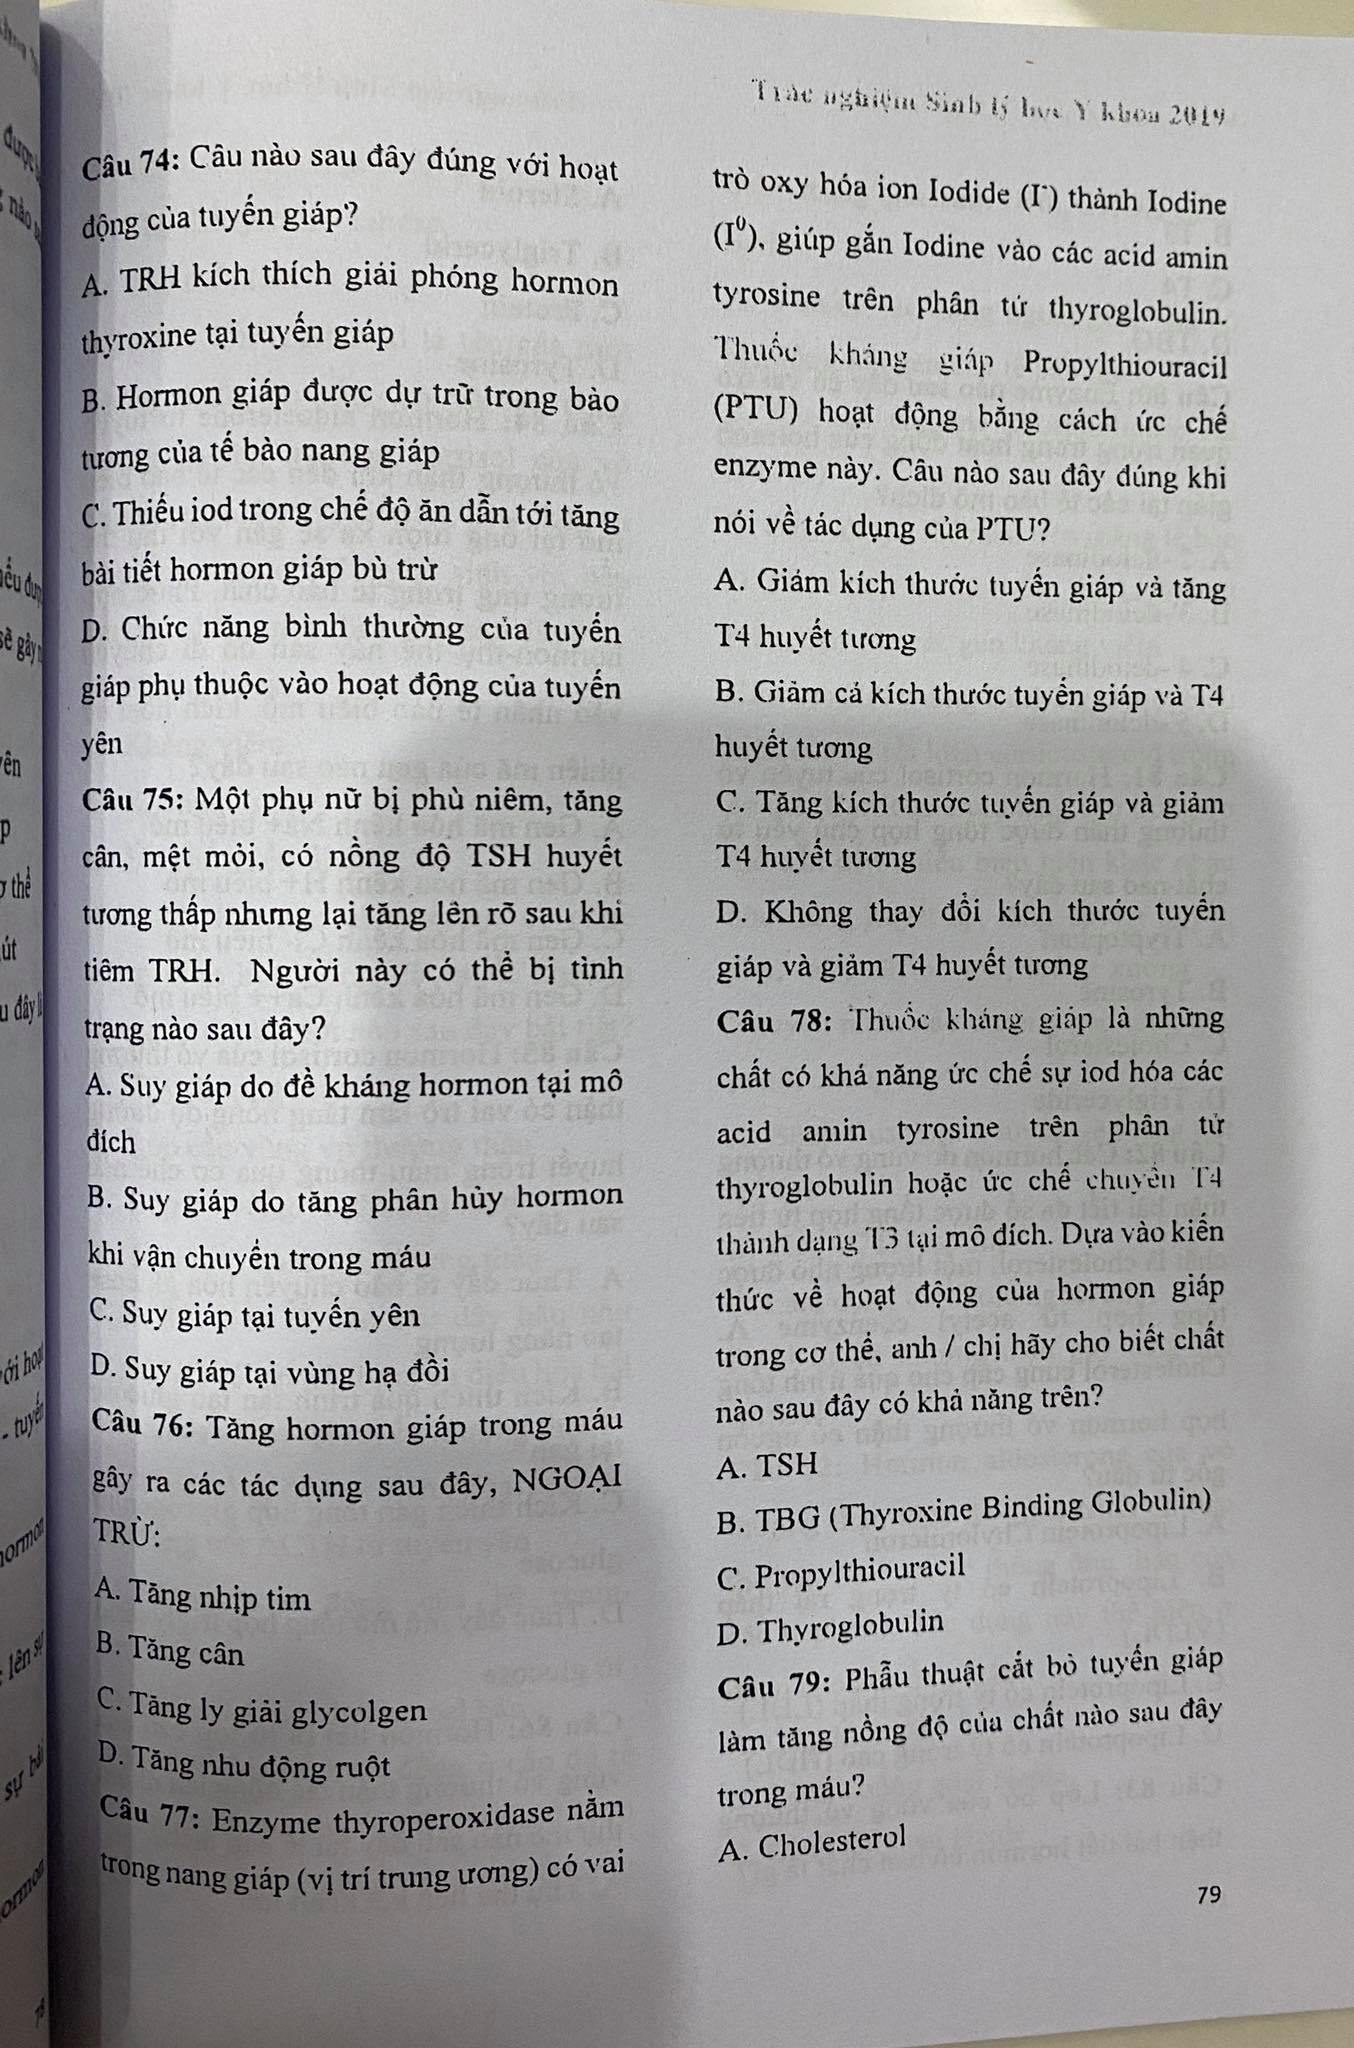 Trắc nghiệm Sinh lý học Y khoa 2019
Câu 74: Câu nào sau đây đúng với hoạt
động của tuyến giáp?
A. TRH kích thích giải phóng hormon
thyroxine tại tuyến giáp
B. Hormon giáp được dự trữ trong bào
tương của tế bào nang giáp
C. Thiếu iod trong chế độ ăn dẫn tới tăng
bài tiết hormon giáp bù trừ
D. Chức năng bình thường của tuyến
giáp phụ thuộc vào hoạt động của tuyến
yên
Câu 75: Một phụ nữ bị phù niêm, tăng
cân, mệt mỏi, có nồng độ TSH huyết
tương thấp nhưng lại tăng lên rõ sau khi
tiêm TRH. Người này có thể bị tình
trạng nào sau đây?
A. Suy giáp do đề kháng hormon tại mô
đích
B. Suy giáp do tăng phân hủy hormon
khi vận chuyển trong máu
C. Suy giáp tại tuyến yên
D. Suy giáp tại vùng hạ đồi
Câu 76: Tăng hormon giáp trong máu
gây ra các tác dụng sau đây, NGOẠI
TRỪ:
A. Tăng nhịp tim
B. Tăng cân
C. Tăng ly giải glycolgen
D. Tăng nhu động ruột
Câu 77: Enzyme thyroperoxidase nằm
trong nang giáp (vị trí trung ương) có vai
trò oxy hóa ion Iodide (I⁻) thành Iodine
(I⁰), giúp gắn Iodine vào các acid amin
tyrosine trên phân tử thyroglobulin.
Thuốc kháng giáp Propylthiouracil
(PTU) hoạt động bằng cách ức chế
enzyme này. Câu nào sau đây đúng khi
nói về tác dụng của PTU?
A. Giảm kích thước tuyến giáp và tăng
T4 huyết tương
B. Giảm cả kích thước tuyến giáp và T4
huyết tương
C. Tăng kích thước tuyến giáp và giảm
T4 huyết tương
D. Không thay đổi kích thước tuyến
giáp và giảm T4 huyết tương
Câu 78: Thuốc kháng giáp là những
chất có khả năng ức chế sự iod hóa các
acid amin tyrosine trên phân tử
thyroglobulin hoặc ức chế chuyển T4
thành dạng T3 tại mô đích. Dựa vào kiến
thức về hoạt động của hormon giáp
trong cơ thể, anh / chị hãy cho biết chất
nào sau đây có khả năng trên?
A. TSH
B. TBG (Thyroxine Binding Globulin)
C. Propylthiouracil
D. Thyroglobulin
Câu 79: Phẫu thuật cắt bỏ tuyến giáp
làm tăng nồng độ của chất nào sau đây
trong máu?
A. Cholesterol
79